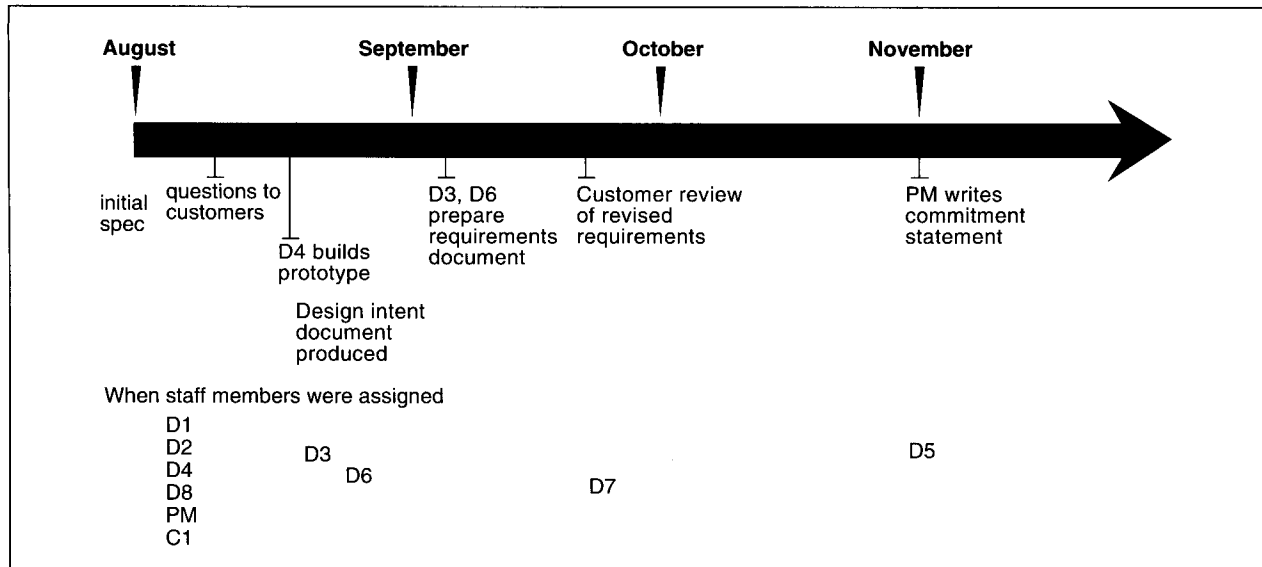 August September October November
initial
spec
questions to
customers
D4 builds
prototype
Design intent
document
produced
D3, D6
prepare
requirements
document
Customer review
of revised
requirements
PM writes
commitment
statement
When staff members were assigned
D1
D2
D4
D8
PM
C1
D3
D6
D7
D5